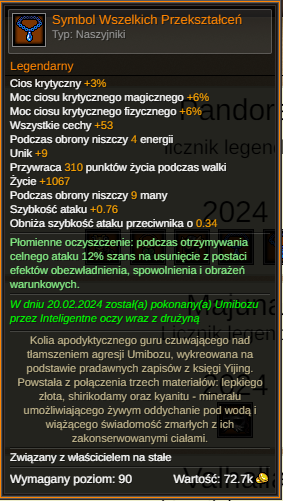 Symbol Wszelkich Przekształceń
Typ: Naszyjniki
Legendarny
Cios krytyczny +3%
Moc ciosu krytycznego magicznego +6%
Moc ciosu krytycznego fizycznego +6%
Wszystkie cechy +53
Podczas obrony niszczy 4 energii
Unik +9
Przywraca 310 punktów życia podczas walki
Życie +1067
Podczas obrony niszczy 9 many
Szybkość ataku +0.76
Obniża szybkość ataku przeciwnika o 0.34
Płomienne oczyszczenie: podczas otrzymywania
celnego ataku 12% szans na usunięcie z postaci
efektów obezwładnienia, spowolnienia i obrażeń
warunkowych.
W dniu 20.02.2024 został(a) pokonany(a) Umibozu
przez Inteligentne oczy wraz z drużyną
Kolia apodyktycznego guru czuwającego nad
tłamszeniem agresji Umibozu, wykreowana na
podstawie pradawnych zapisów z księgi Yijing.
Powstała z połączenia trzech materiałów: lepkiego
złota, shirikodamy oraz kyanitu - minerału
umożliwiającego żywym oddychanie pod wodą i
wiążącego świadomość zmarłych z ich
zakonserwowanymi ciałami.
Związany z właścicielem na stałe
Wymagany poziom: 90 Wartość: 72.7k